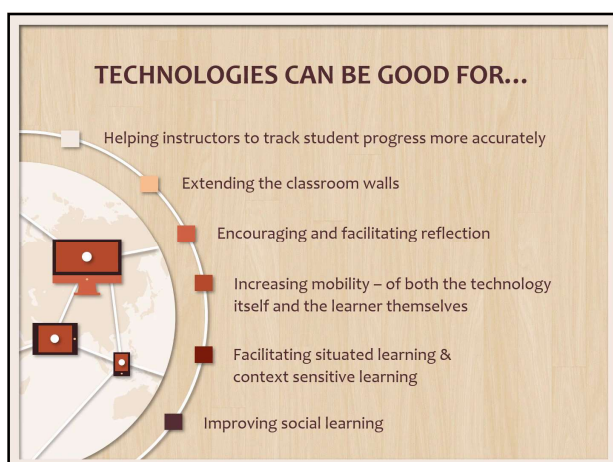 TECHNOLOGIES CAN BE GOOD FOR...
Helping instructors to track student progress more accurately
Extending the classroom walls
Encouraging and facilitating reflection
Increasing mobility – of both the technology
itself and the learner themselves
Facilitating situated learning &
context sensitive learning
Improving social learning